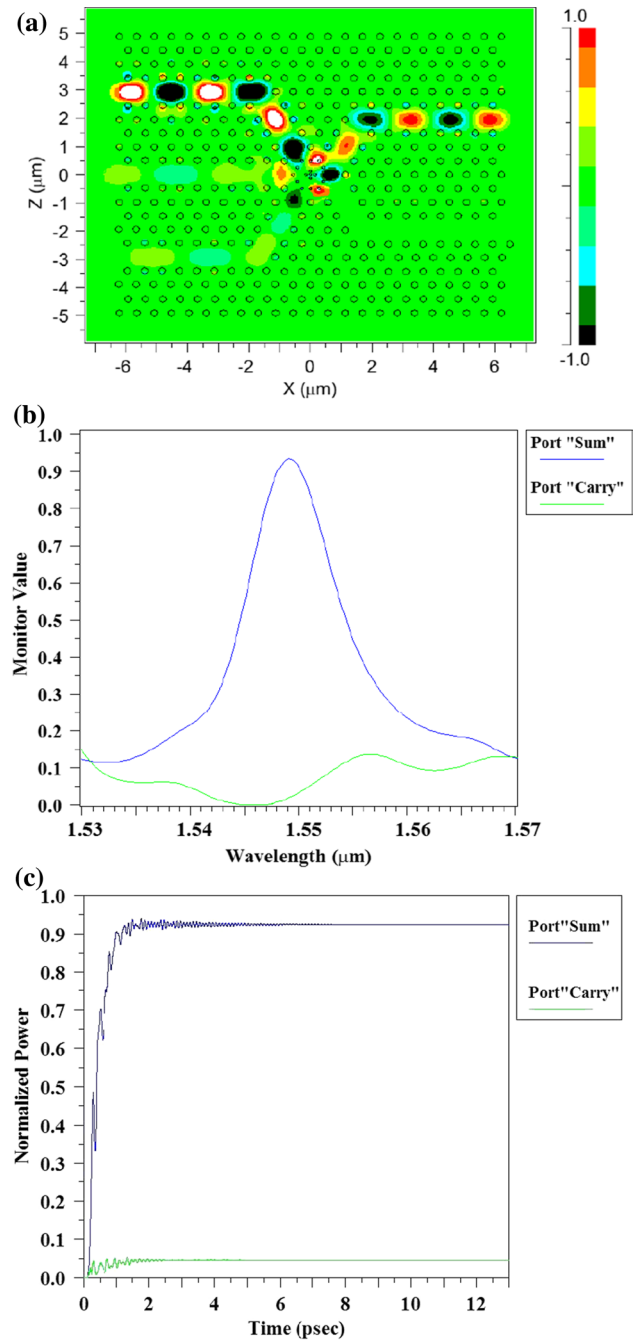 (a)
1.0
5
4
3
2
1
0
-1
-2
-3
-4
-5
Z (μm)
-6 -4 -2 0 2 4 6
X (μm)
-1.0
(b)
1.0
0.9
0.8
0.7
0.6
0.5
0.4
0.3
0.2
0.1
0.0
Monitor Value
1.53 1.54 1.55 1.56 1.57
Wavelength (μm)
Port "Sum"
Port "Carry"
(c)
1.0
0.9
0.8
0.7
0.6
0.5
0.4
0.3
0.2
0.1
0.0
Normalized Power
0 2 4 6 8 10 12
Time (psec)
Port"Sum"
Port"Carry"